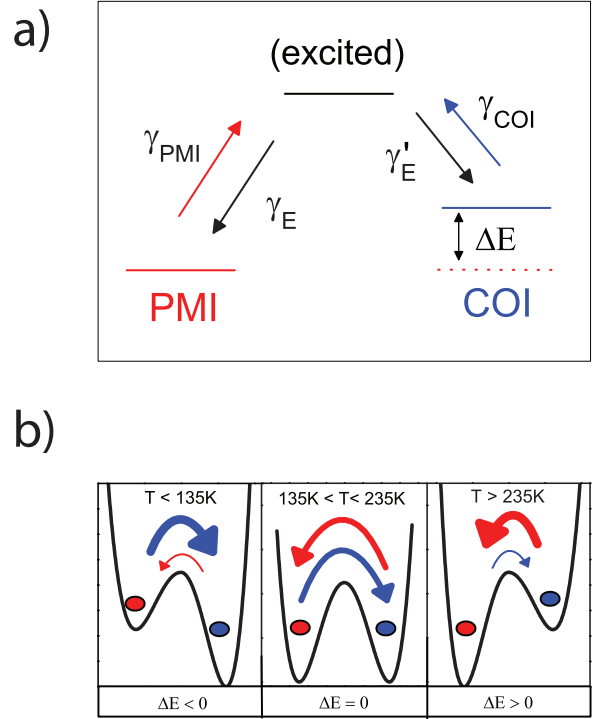 a)
(excited)
γPMI
γCOI
γE
γ'E
ΔE
PMI
COI
b)
T < 135K
135K < T< 235K
T > 235K
ΔE < 0
ΔE = 0
ΔE > 0